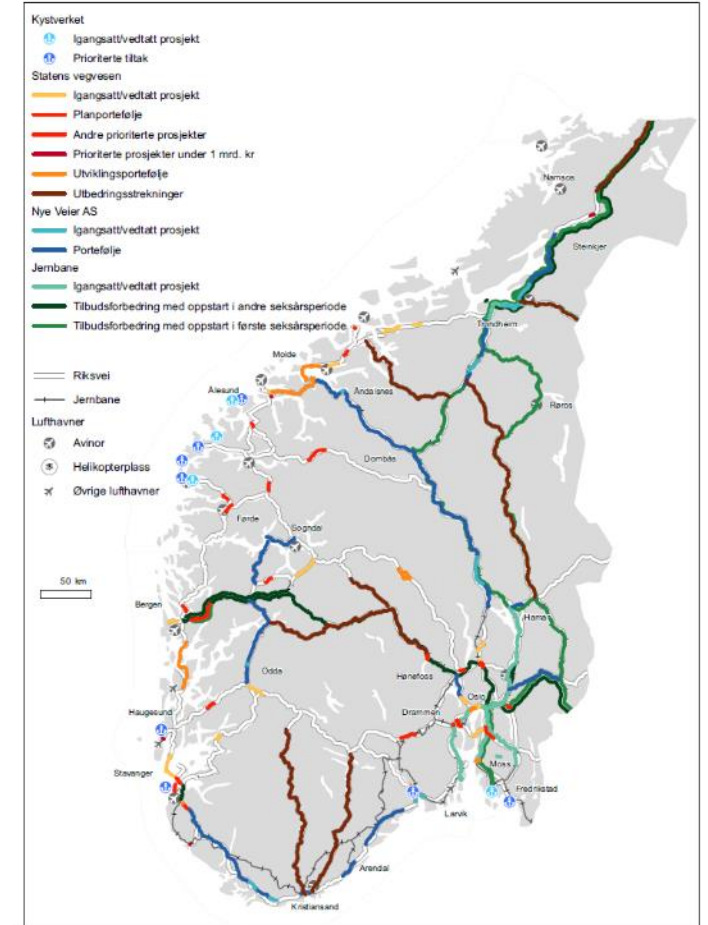 Kystverket
Igangsatt/vedtatt prosjekt
Prioriterte tiltak
Statens vegvesen
Igangsatt/vedtatt prosjekt
Planportefølje
Andre prioriterte prosjekter
Prioriterte prosjekter under 1 mrd. kr
Utviklingsportefølje
Utbedringsstrekninger
Nye Veier AS
Igangsatt/vedtatt prosjekt
Portefølje
Jernbane
Igangsatt/vedtatt prosjekt
Tilbudsforbedring med oppstart i andre seksårsperiode
Tilbudsforbedring med oppstart i første seksårsperiode
Riksvei
Jernbane
Lufthavner
Avinor
Helikopterplass
Øvrige lufthavner
50 km
Namsos
Steinkjer
Trondheim
Molde
Ålesund
Åndalsnes
Røros
Dombås
Førde
Sogndal
Bergen
Hamar
Odda
Hønefoss
Oslo
Drammen
Haugesund
Moss
Stavanger
Fredrikstad
Larvik
Arendal
Kristiansand